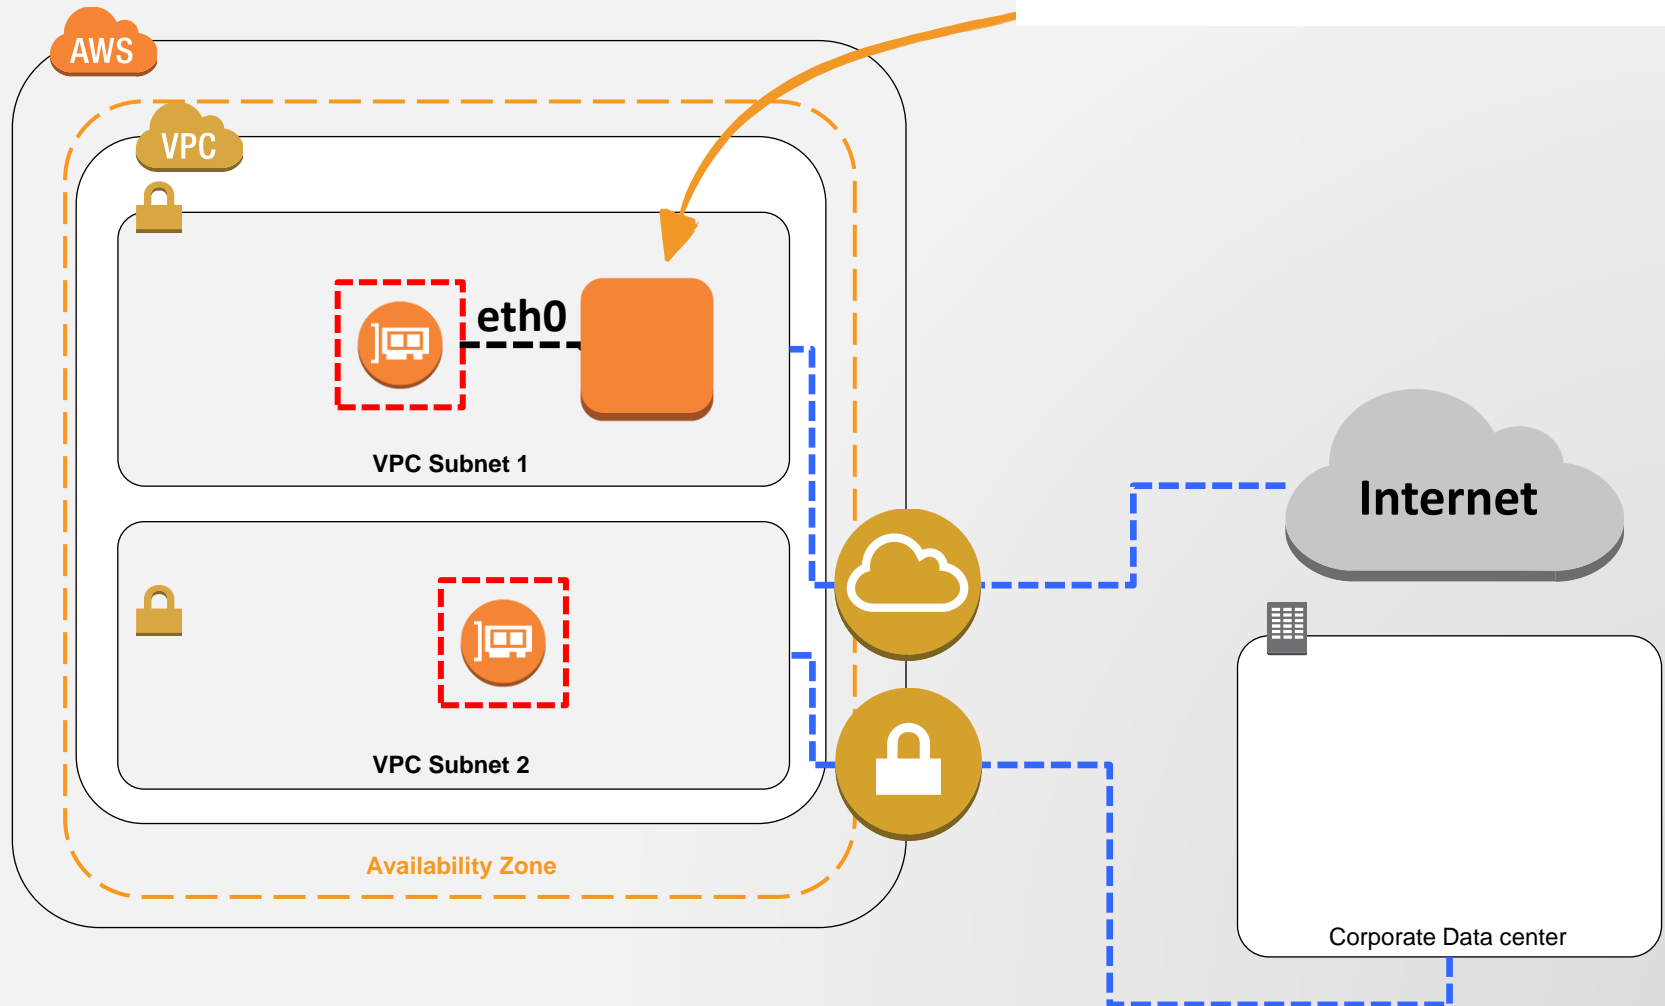 AWS
VPC
eth0
VPC Subnet 1
Internet
VPC Subnet 2
Availability Zone
Corporate Data center